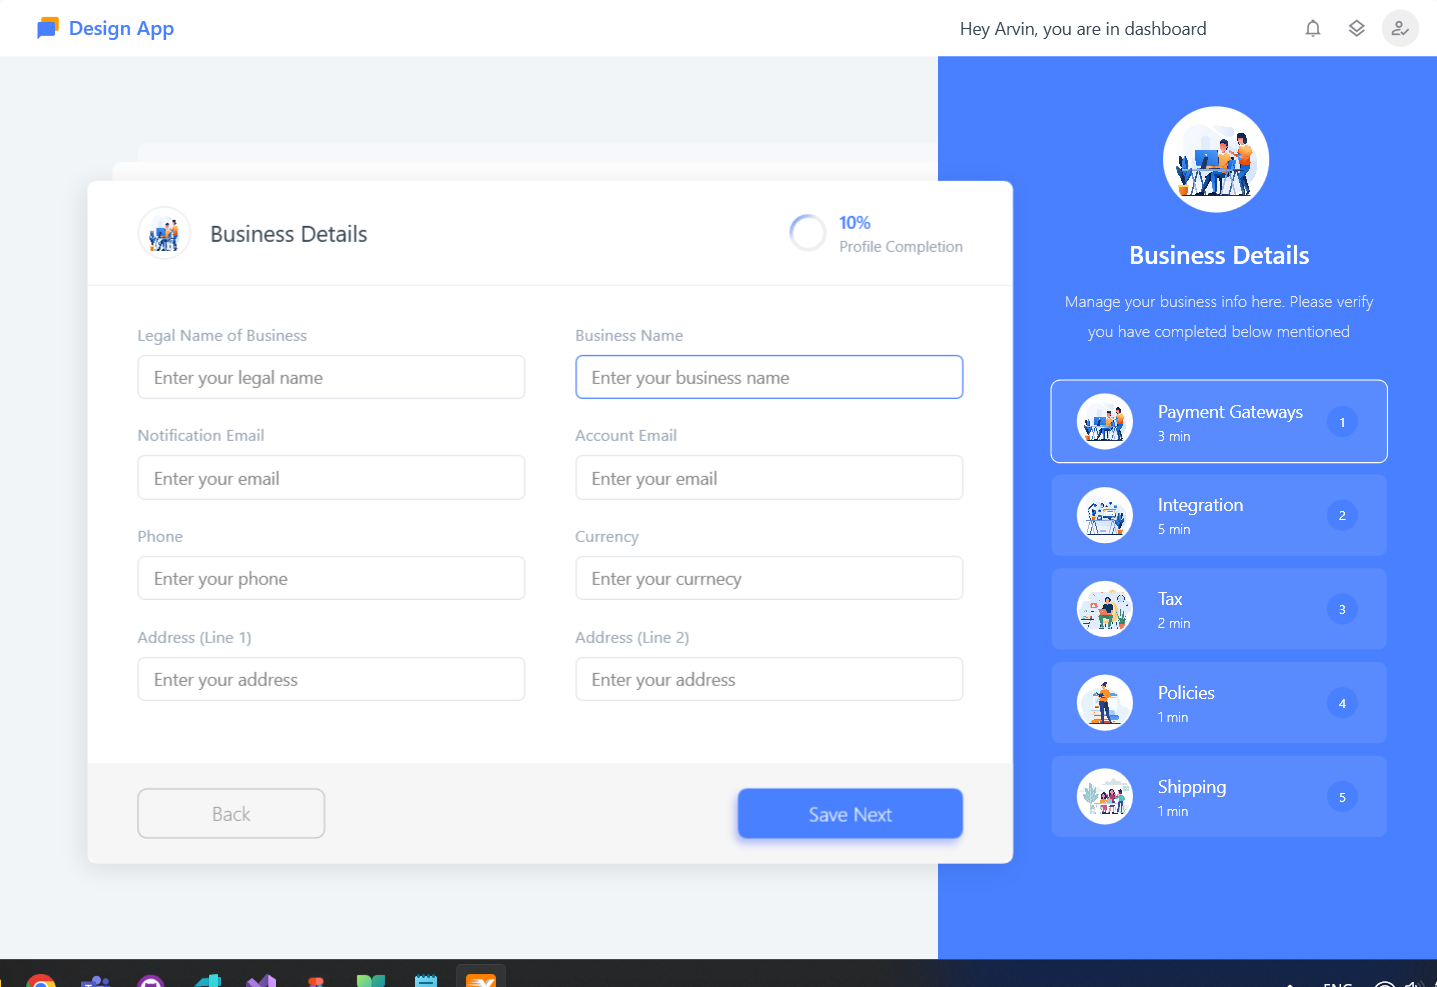 Design App
Hey Arvin, you are in dashboard
Business Details
10%
Profile Completion
Legal Name of Business
Enter your legal name
Business Name
Enter your business name
Notification Email
Enter your email
Account Email
Enter your email
Phone
Enter your phone
Currency
Enter your currnecy
Address (Line 1)
Enter your address
Address (Line 2)
Enter your address
Back
Save Next
Business Details
Manage your business info here. Please verify
you have completed below mentioned
Payment Gateways
3 min
1
Integration
5 min
2
Tax
2 min
3
Policies
1 min
4
Shipping
1 min
5
ENG